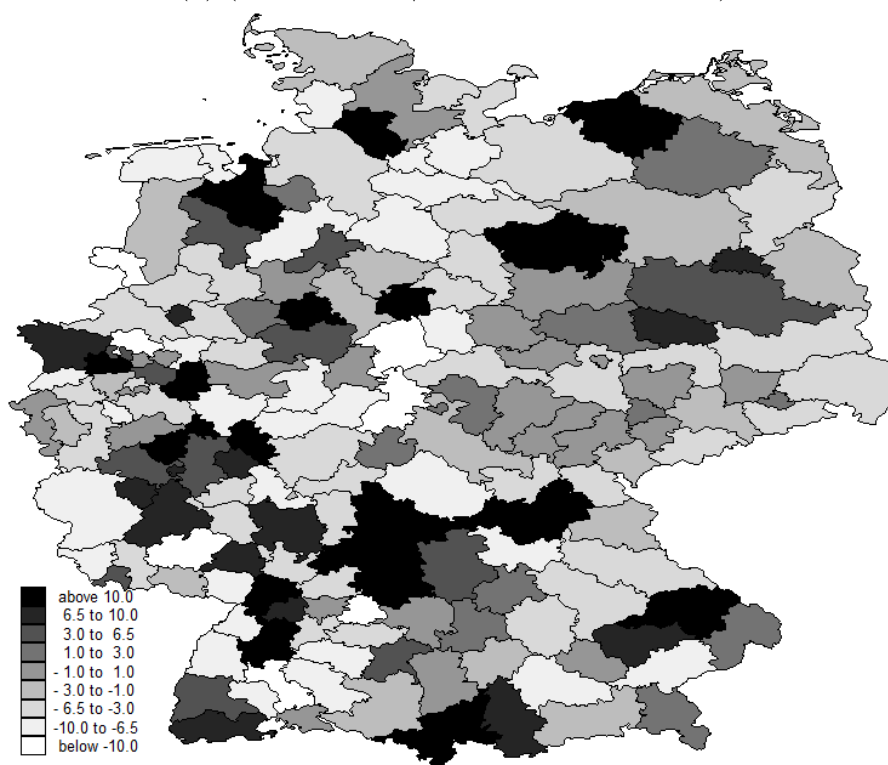 above 10.0
6.5 to 10.0
3.0 to 6.5
1.0 to 3.0
- 1.0 to 1.0
- 3.0 to -1.0
- 6.5 to -3.0
-10.0 to -6.5
below -10.0